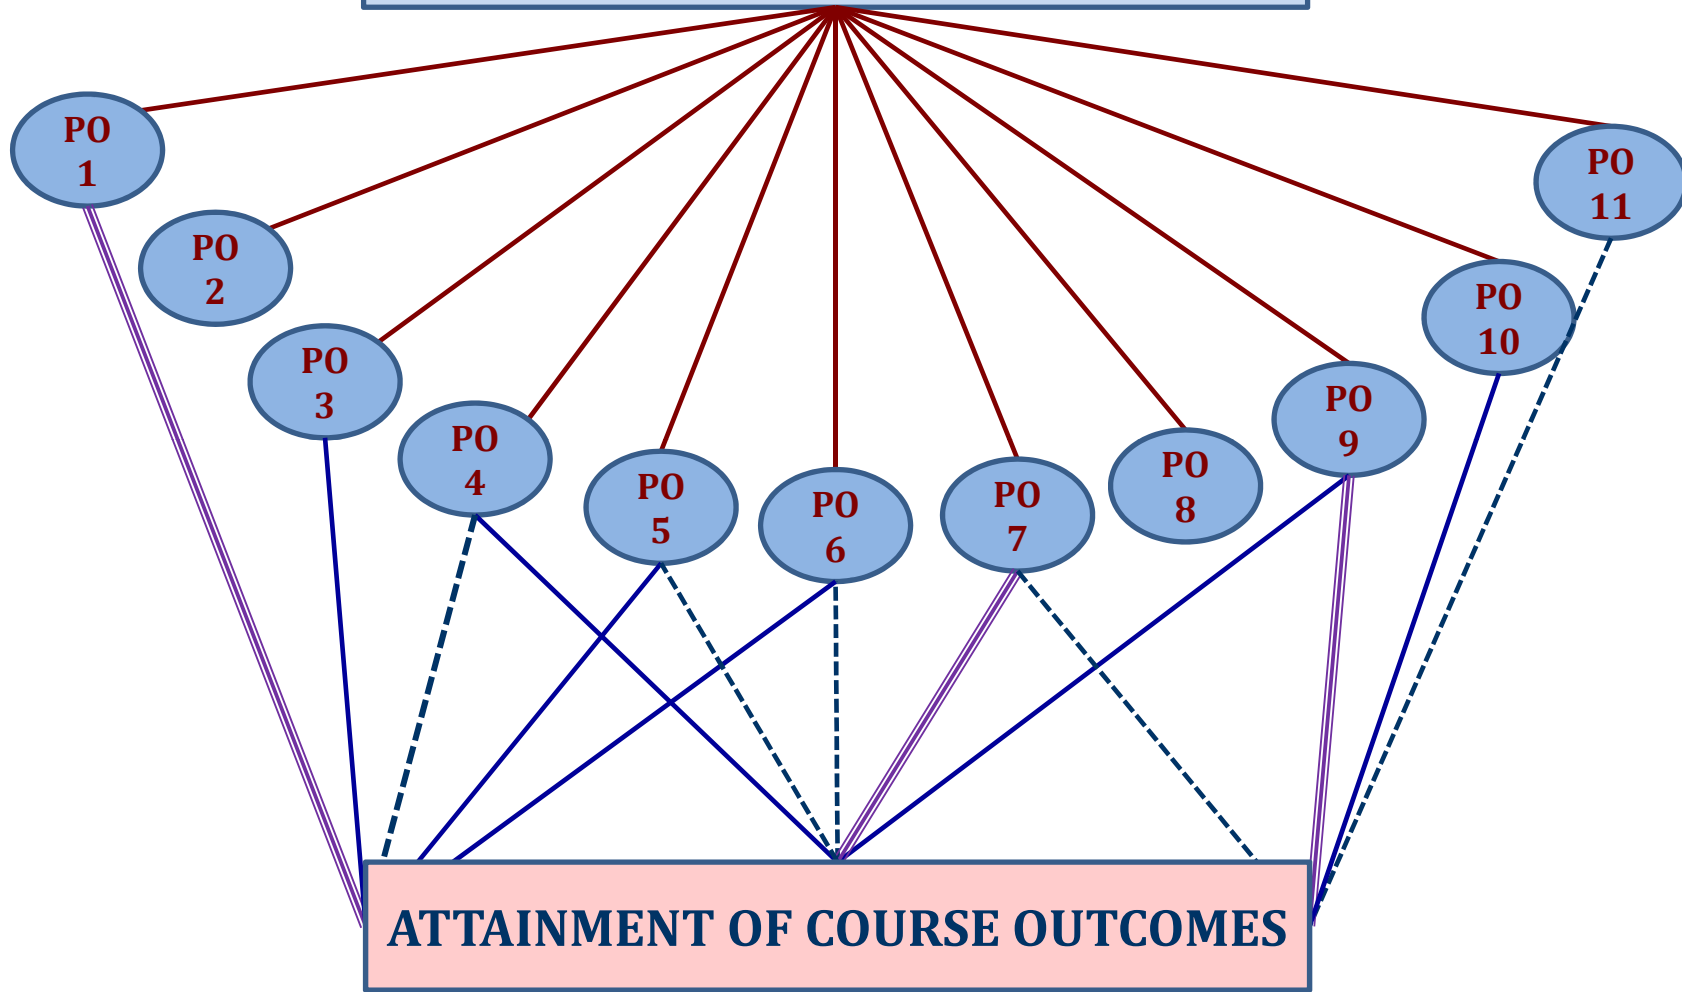 PO
1
PO
2
PO
3
PO
4
PO
5
PO
6
PO
7
PO
8
PO
9
PO
10
PO
11
ATTAINMENT OF COURSE OUTCOMES